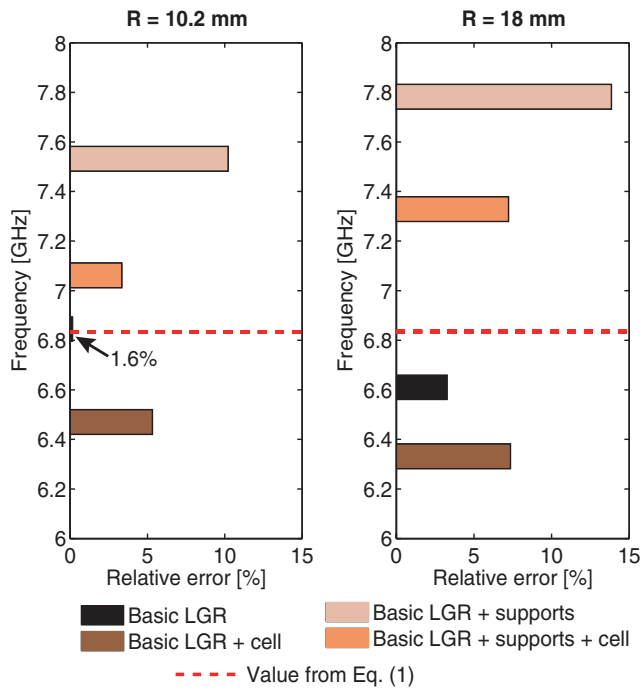 R = 10.2 mm
R = 18 mm
Frequency [GHz]
8
7.8
7.6
7.4
7.2
7
6.8
6.6
6.4
6.2
6
1.6%
0
5
10
15
Relative error [%]
Frequency [GHz]
8
7.8
7.6
7.4
7.2
7
6.8
6.6
6.4
6.2
6
0
5
10
15
Relative error [%]
Basic LGR
Basic LGR + supports
Basic LGR + cell
Basic LGR + supports + cell
Value from Eq. (1)